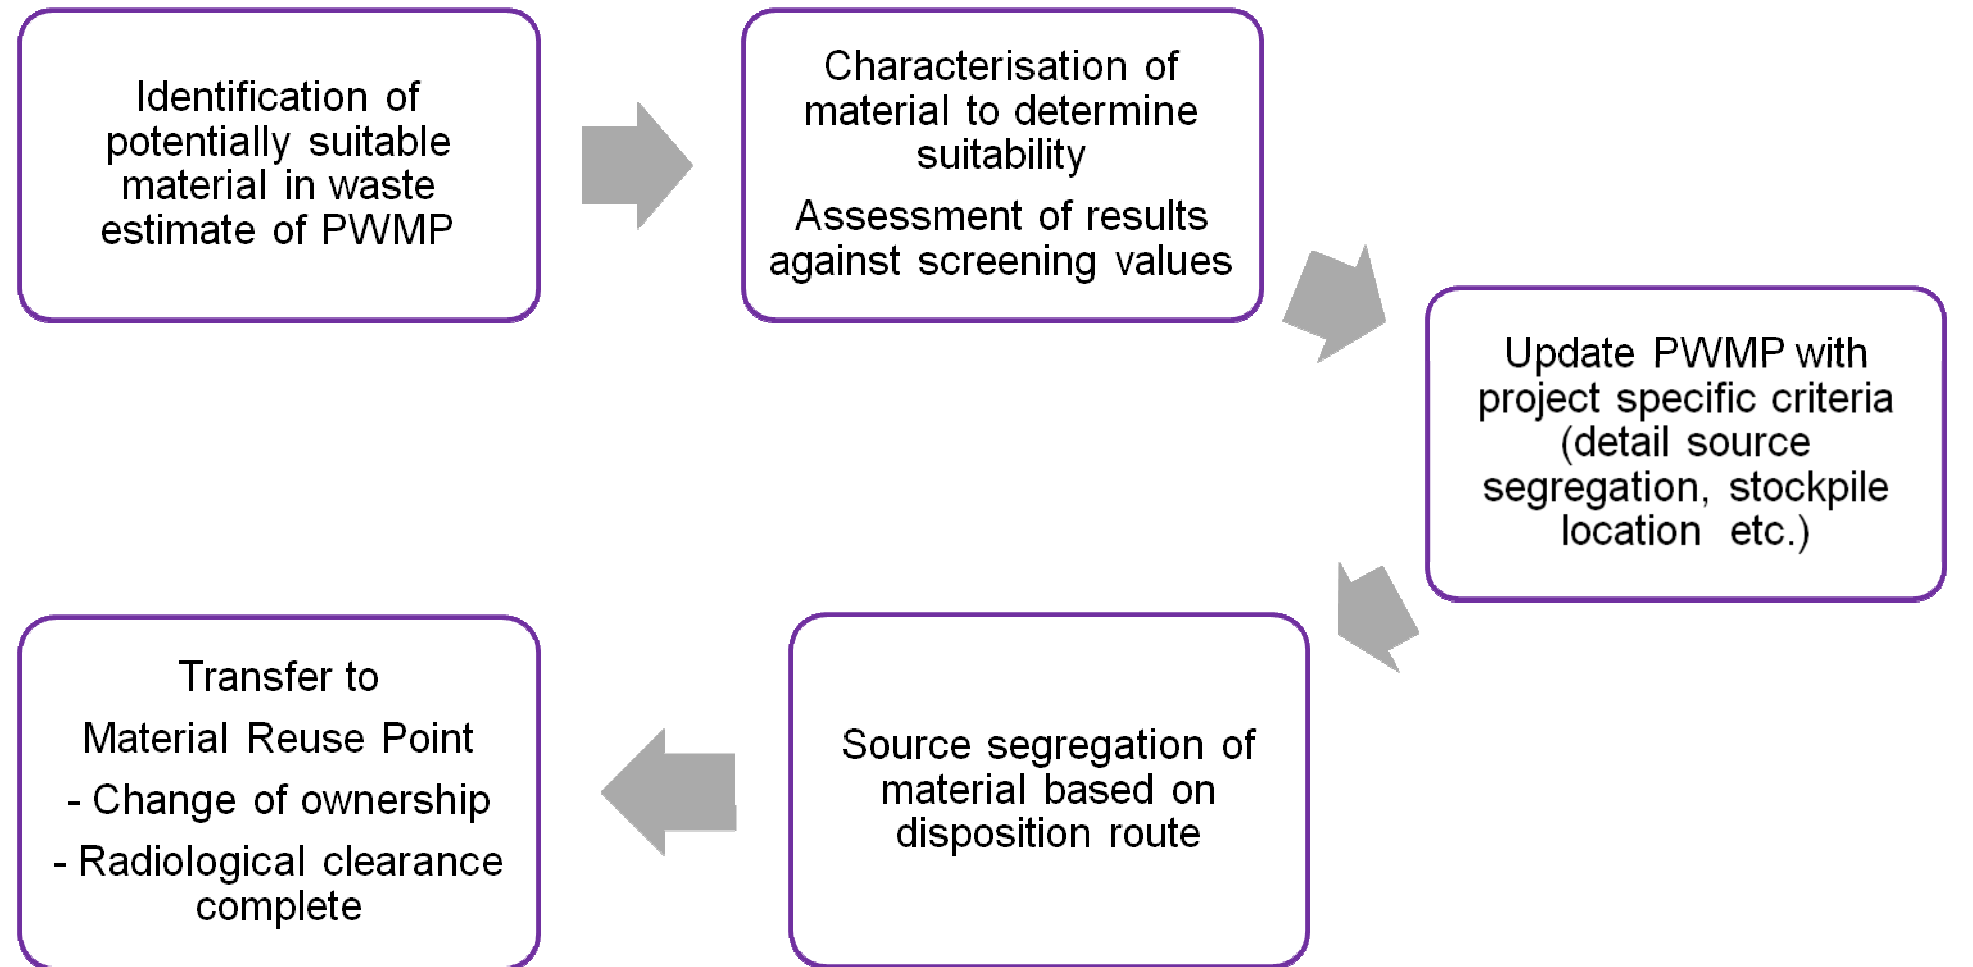 Identification of
potentially suitable
material in waste
estimate of PWMP
Characterisation of
material to determine
suitability
Assessment of results
against screening values
Update PWMP with
project specific criteria
(detail source
segregation, stockpile
location etc.)
Source segregation of
material based on
disposition route
Transfer to
Material Reuse Point
- Change of ownership
- Radiological clearance
complete